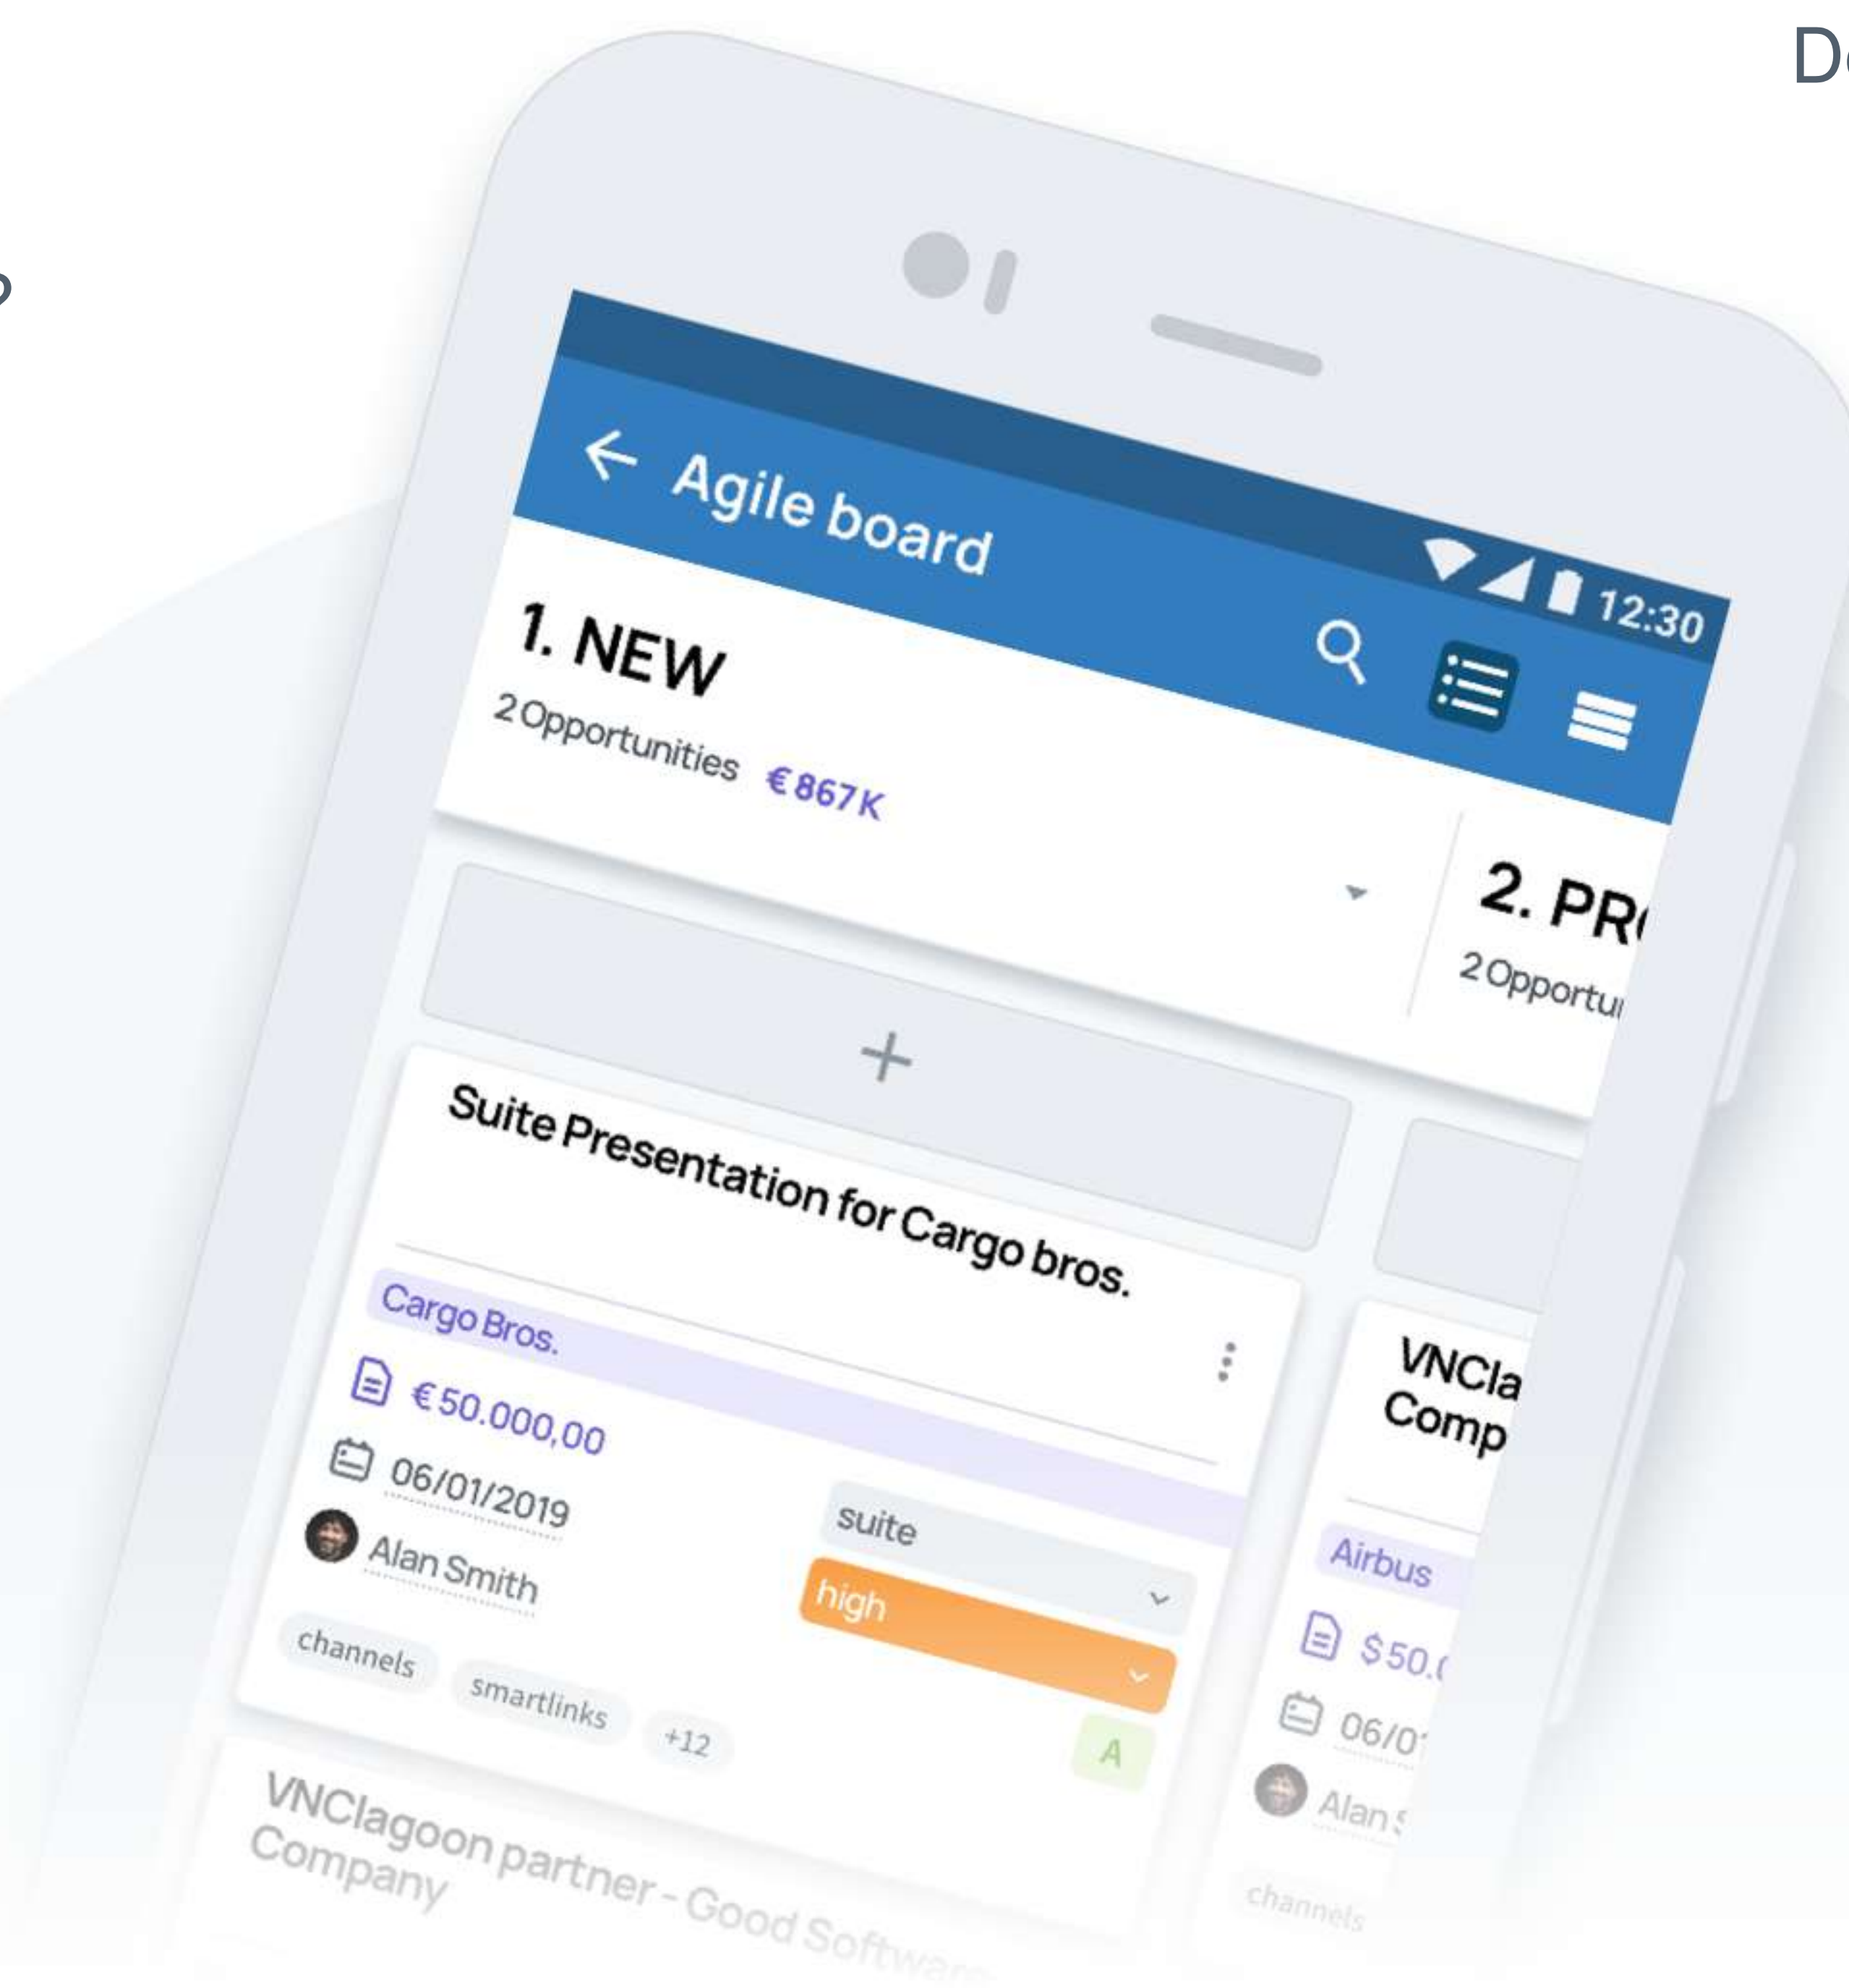 12:30
Agile board
1. NEW
2 Opportunities €867K
2. PR
2 Opportu
Suite Presentation for Cargo bros.
Cargo Bros.
€50.000,00
06/01/2019
Alan Smith
suite
high
channels
smartlinks
+12
A
VNClagoon partner - Good Software
Company
VNCla
Comp
Airbus
$50.
06/0
Alan
channels